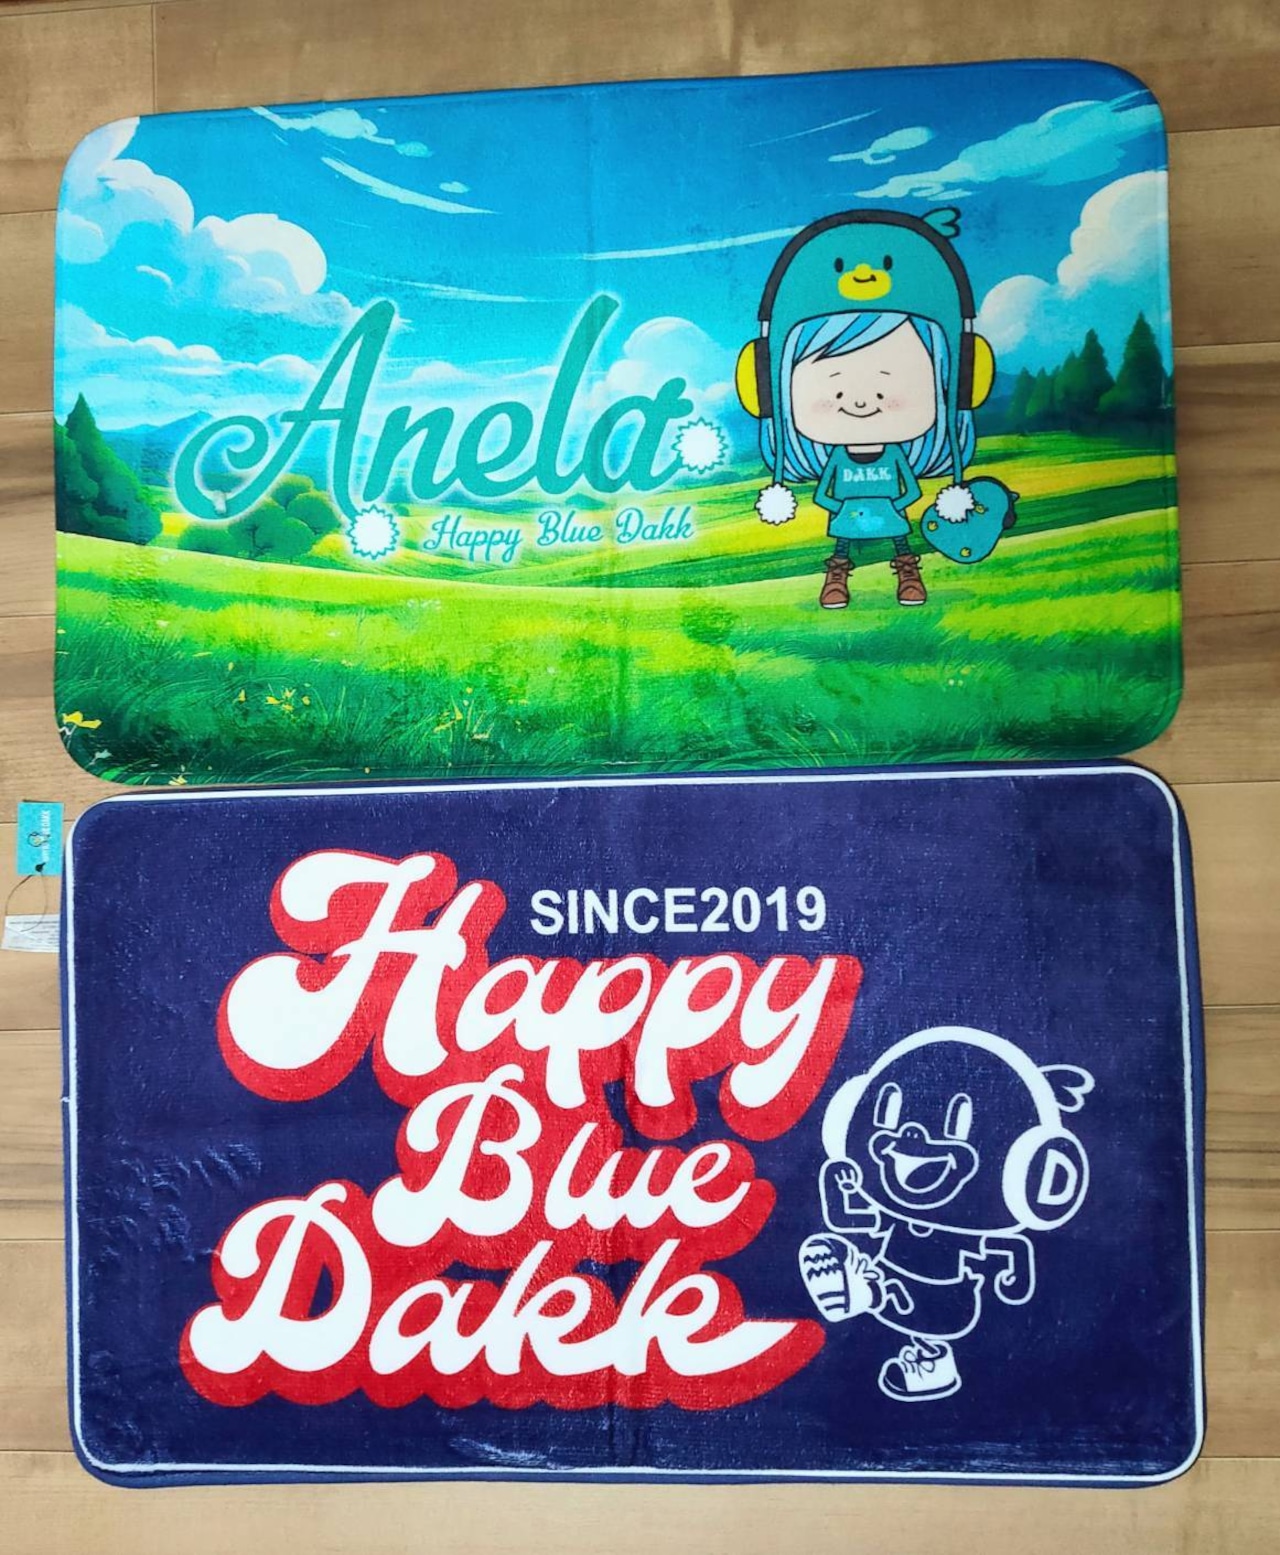 Anela
Happy Blue Dakk
DAKK
SINCE2019
Happy
Blue
Dakk
D